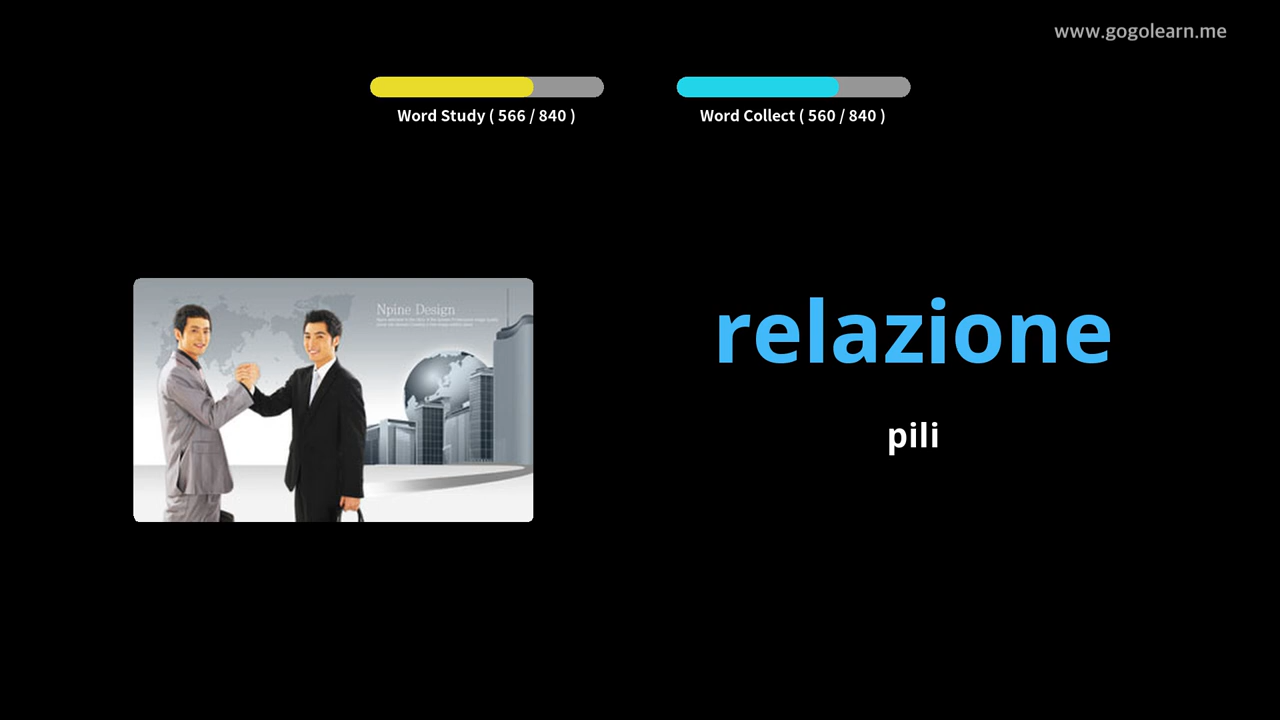 www.gogolearn.me
Word Study ( 566 / 840 )
Word Collect ( 560 / 840 )
Npine Design
relazione
pili